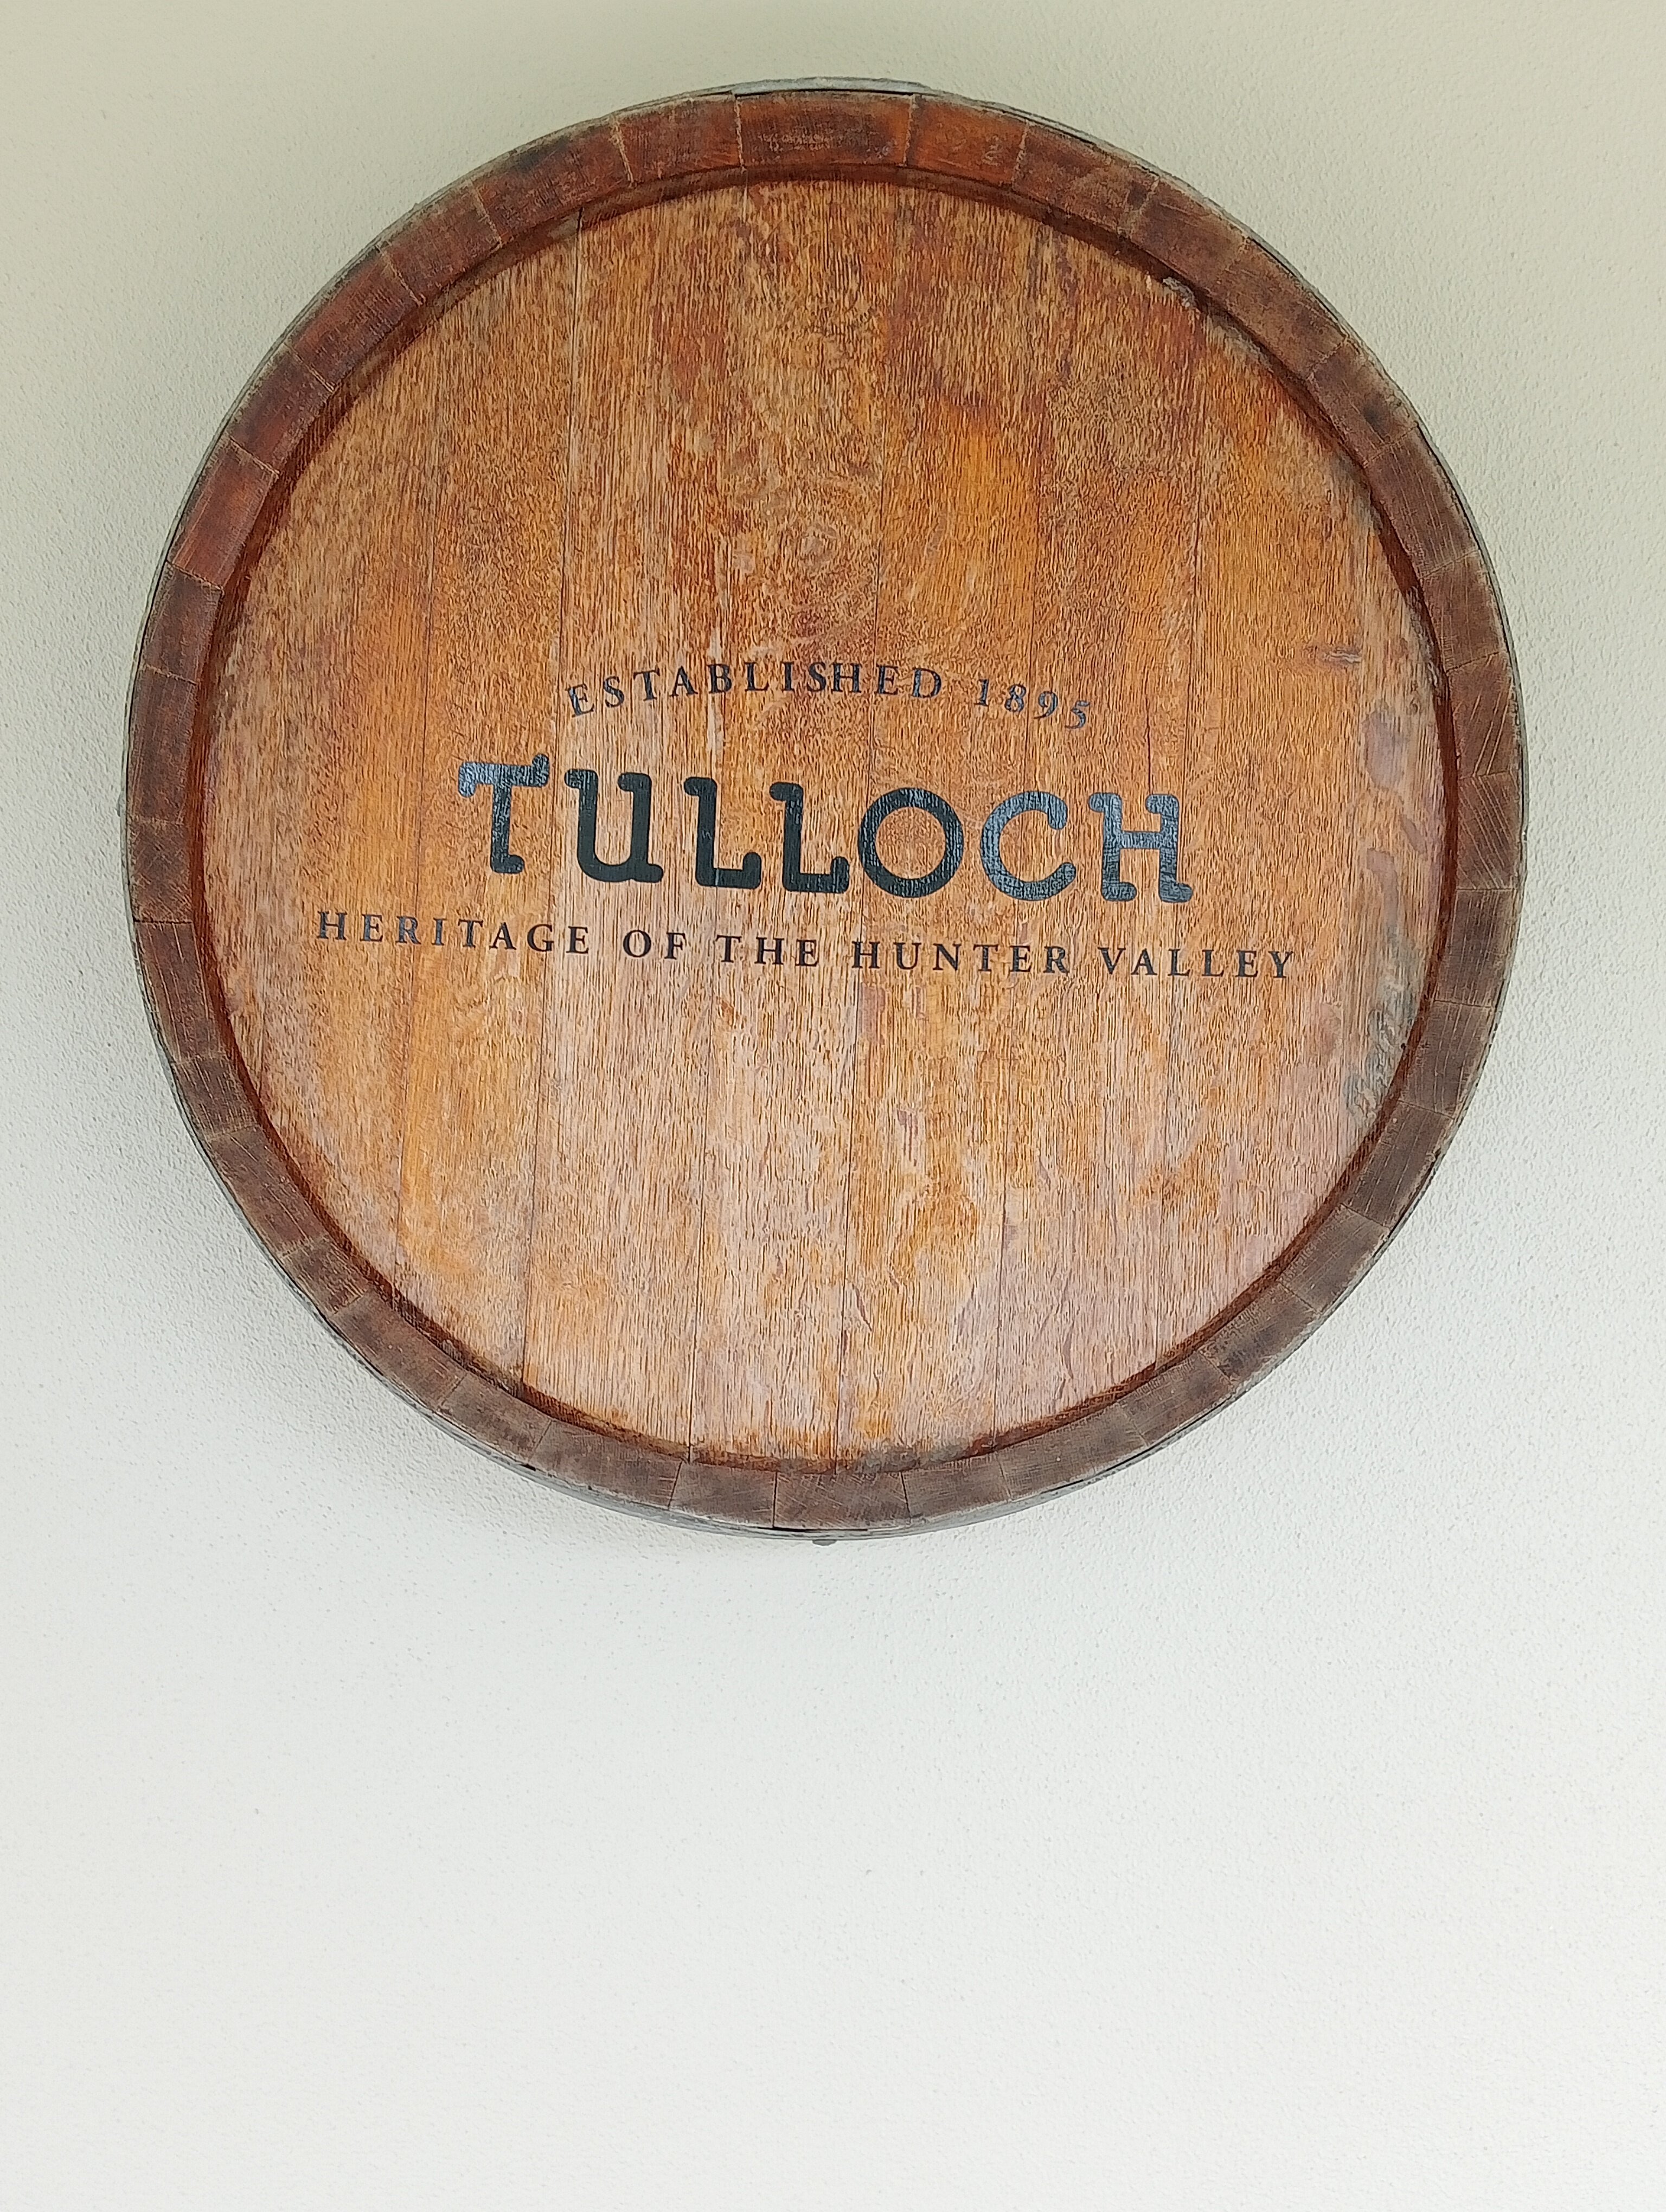 ESTABLISHED 1895
TULLOCH
HERITAGE OF THE HUNTER VALLEY